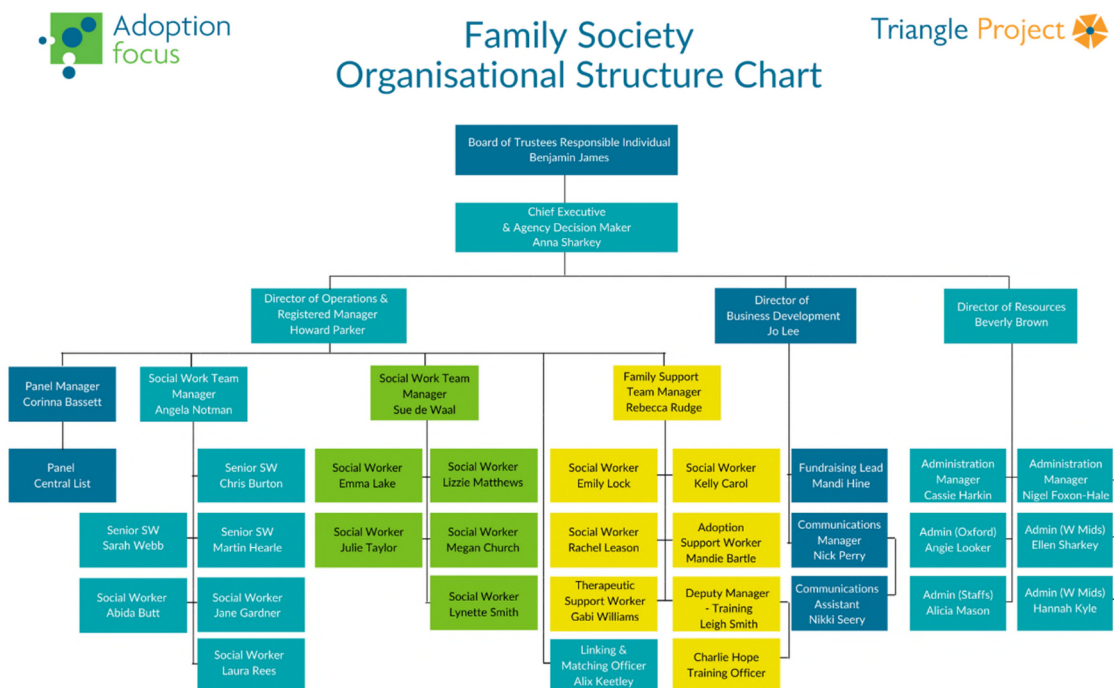 Adoption
focus
Family Society
Organisational Structure Chart
Triangle Project
Board of Trustees Responsible Individual
Benjamin James
Chief Executive
& Agency Decision Maker
Anna Sharkey
Director of Operations &
Registered Manager
Howard Parker
Director of
Business Development
Jo Lee
Director of Resources
Beverly Brown
Panel Manager
Corinna Bassett
Social Work Team
Manager
Angela Notman
Social Work Team
Manager
Sue de Waal
Family Support
Team Manager
Rebecca Rudge
Panel
Central List
Senior SW
Chris Burton
Social Worker
Emma Lake
Social Worker
Lizzie Matthews
Social Worker
Emily Lock
Social Worker
Kelly Carol
Fundraising Lead
Mandi Hine
Administration
Manager
Cassie Harkin
Administration
Manager
Nigel Foxon-Hale
Senior SW
Sarah Webb
Senior SW
Martin Hearle
Social Worker
Julie Taylor
Social Worker
Megan Church
Social Worker
Rachel Leason
Adoption
Support Worker
Mandie Bartle
Communications
Manager
Nick Perry
Admin (Oxford)
Angie Looker
Admin (W Mids)
Ellen Sharkey
Social Worker
Abida Butt
Social Worker
Jane Gardner
Social Worker
Lynette Smith
Therapeutic
Support Worker
Gabi Williams
Deputy Manager
- Training
Leigh Smith
Communications
Assistant
Nikki Seery
Admin (Staffs)
Alicia Mason
Admin (W Mids)
Hannah Kyle
Social Worker
Laura Rees
Linking &
Matching Officer
Alix Keetley
Charlie Hope
Training Officer